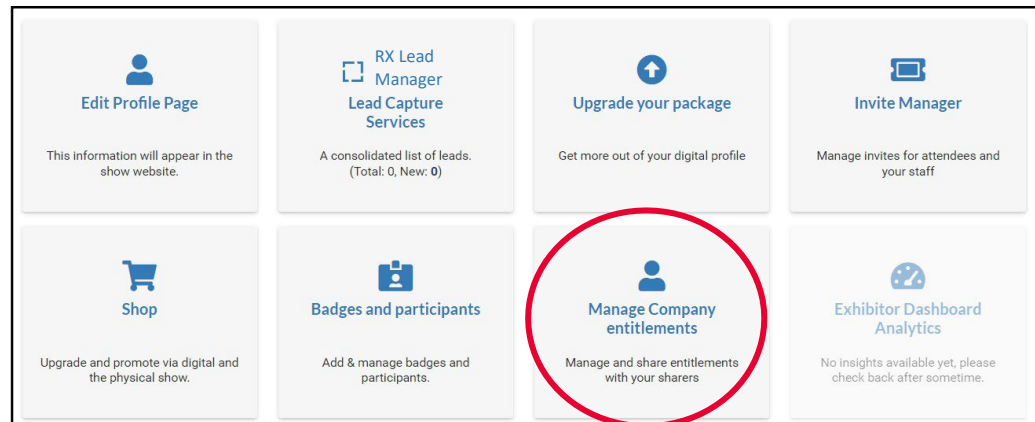 Edit Profile Page
This information will appear in the
show website.
RX Lead
Manager
Lead Capture
Services
A consolidated list of leads.
(Total: 0, New: 0)
Upgrade your package
Get more out of your digital profile
Invite Manager
Manage invites for attendees and
your staff
Shop
Upgrade and promote via digital and
the physical show.
Badges and participants
Add & manage badges and
participants.
Manage Company
entitlements
Manage and share entitlements
with your sharers
Exhibitor Dashboard
Analytics
No insights available yet, please
check back after sometime.